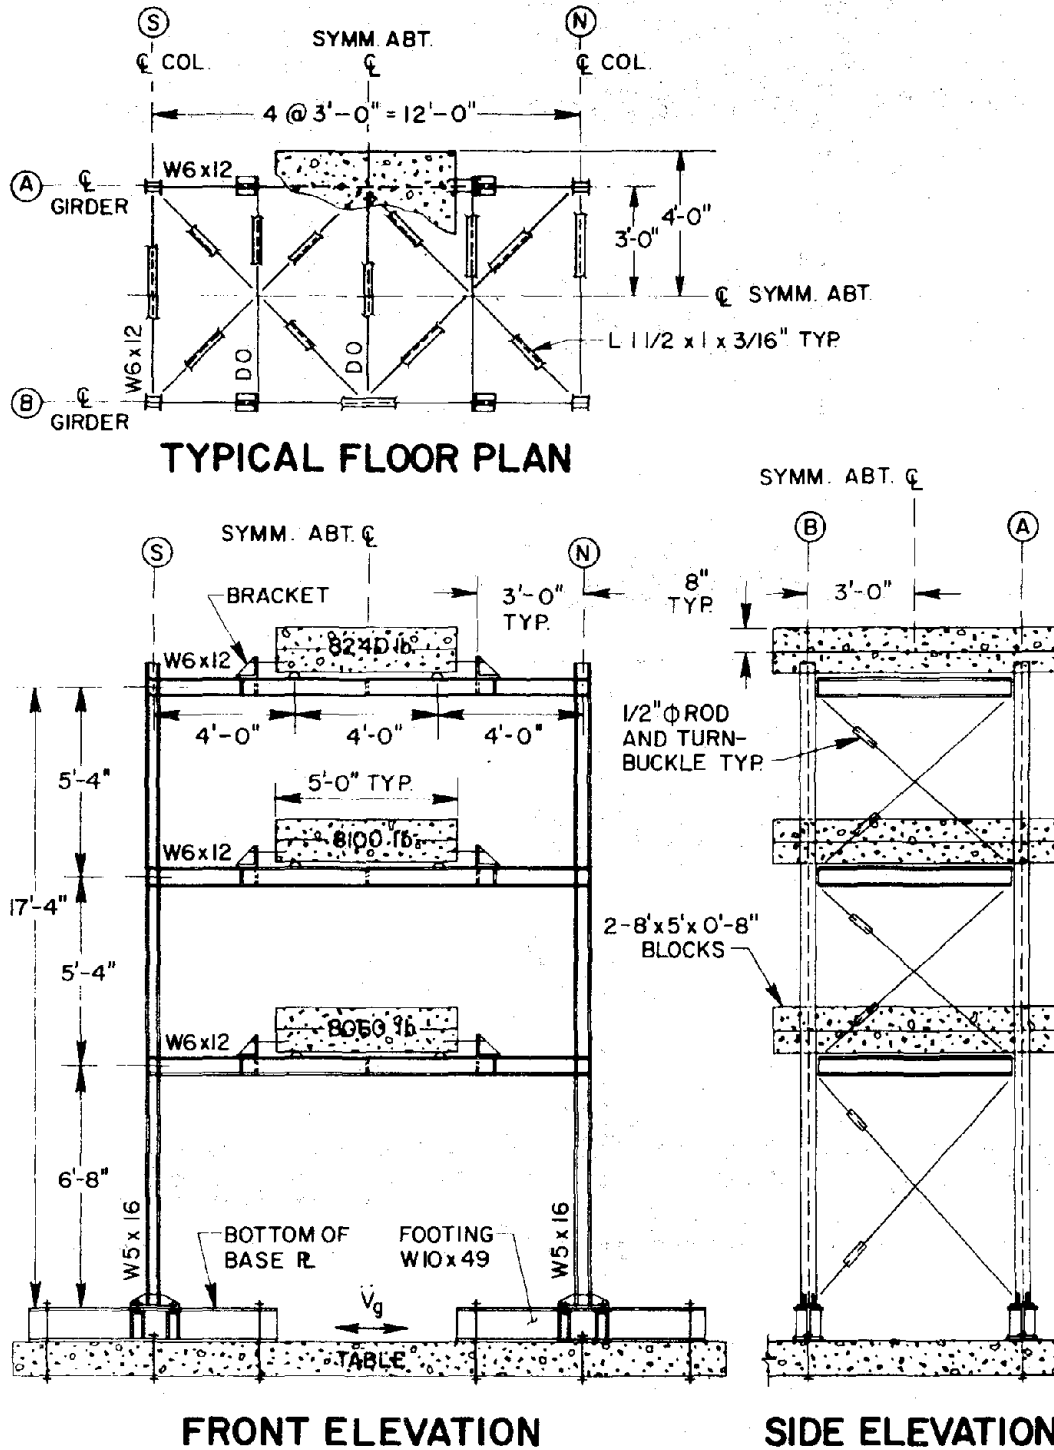 S
N
SYMM. ABT.
℄ COL.
℄
℄ COL.
4 @ 3'-0" = 12'-0"
A
℄
GIRDER
W6x12
3'-0"
4'-0"
℄ SYMM. ABT.
W6x12
DO
DO
L 1 1/2 x 1 x 3/16" TYP.
B
℄
GIRDER
TYPICAL FLOOR PLAN
SYMM. ABT. ℄
S
N
BRACKET
3'-0"
TYP.
W6x12
8240 lb.
4'-0"
4'-0"
4'-0"
5'-4"
5'-0" TYP.
W6x12
8100 lb.
17'-4"
5'-4"
W6x12
8060 lb.
6'-8"
W5x16
BOTTOM OF
BASE ℞
FOOTING
W10x49
W5x16
V̈g
TABLE
FRONT ELEVATION
SYMM. ABT. ℄
B
A
8"
TYP.
3'-0"
1/2" Φ ROD
AND TURN-
BUCKLE TYP.
2-8'x5'x0'-8"
BLOCKS
SIDE ELEVATION